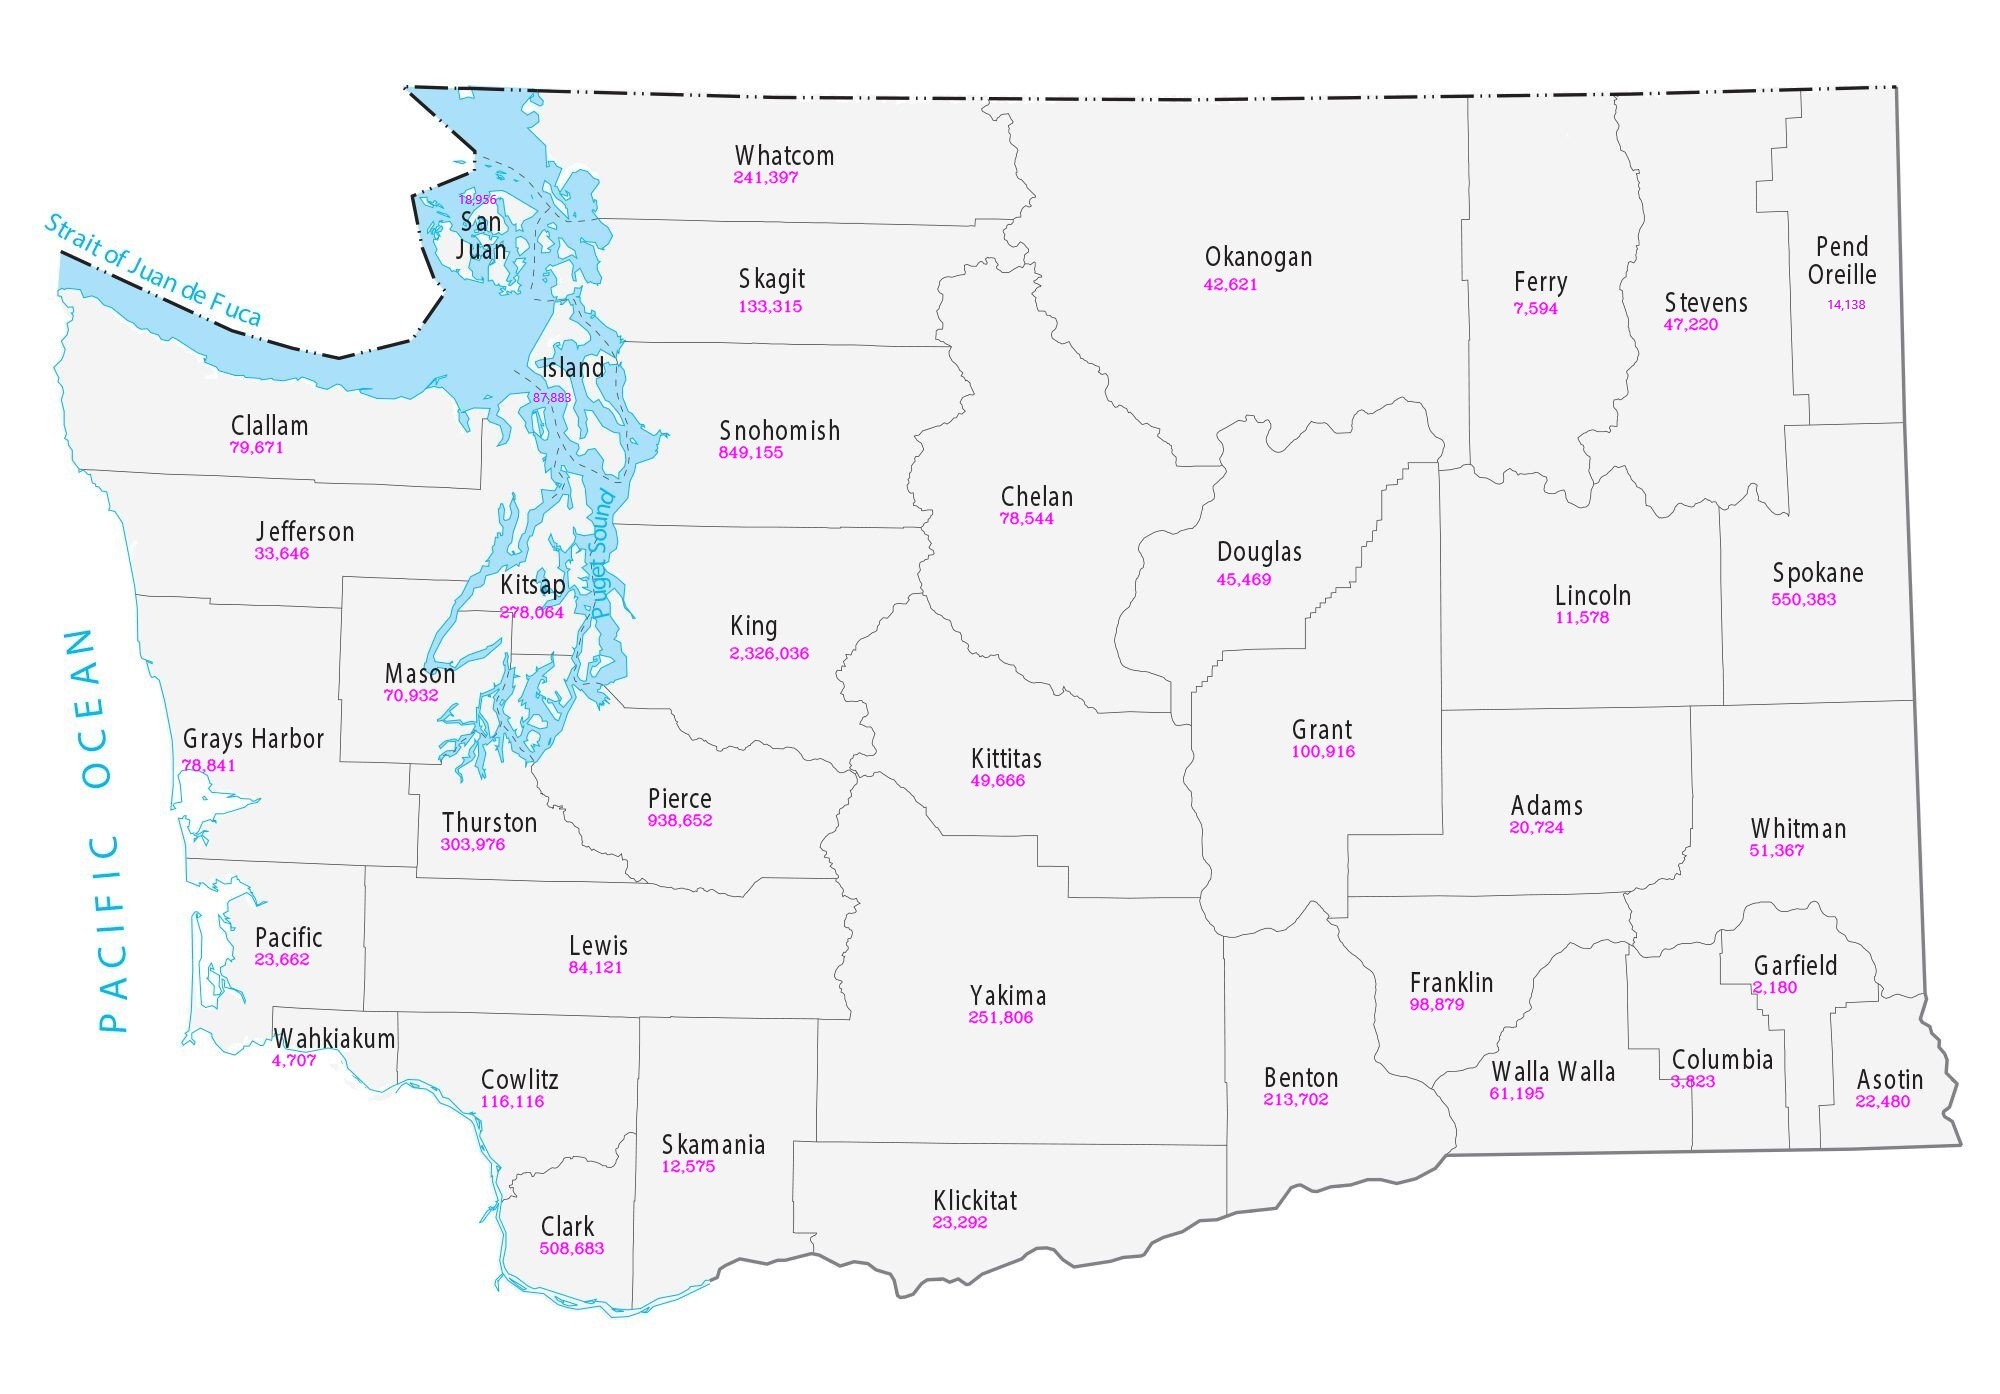 Whatcom
241,397
18,956
San
Juan
Strait of Juan de Fuca
Skagit
133,315
Okanogan
42,621
Ferry
7,594
Stevens
47,220
Pend
Oreille
14,138
Island
87,883
Clallam
79,671
Snohomish
849,155
Chelan
78,544
Jefferson
33,646
Puget Sound
Douglas
45,469
Kitsap
278,064
Lincoln
11,578
Spokane
550,383
King
2,326,036
Mason
70,932
PACIFIC OCEAN
Grays Harbor
78,841
Kittitas
49,666
Grant
100,916
Thurston
303,976
Pierce
938,652
Adams
20,724
Whitman
51,367
Pacific
23,662
Lewis
84,121
Yakima
251,806
Franklin
98,879
Garfield
2,180
Wahkiakum
4,707
Cowlitz
116,116
Benton
213,702
Walla Walla
61,195
Columbia
3,823
Asotin
22,480
Skamania
12,575
Klickitat
23,292
Clark
508,683